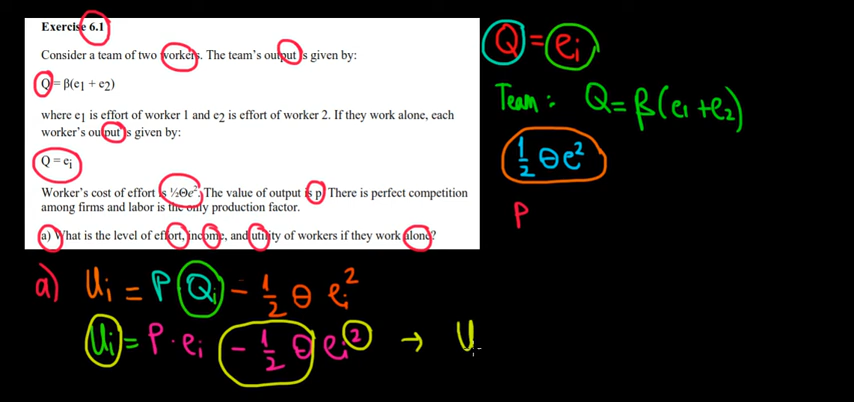 Exercise 6.1
Consider a team of two workers. The team's output is given by:
Q = β(e1 + e2)
where e1 is effort of worker 1 and e2 is effort of worker 2. If they work alone, each
worker's output is given by:
Q = ei
Worker's cost of effort is ½Θe². The value of output is p. There is perfect competition
among firms and labor is the only production factor.
a) What is the level of effort, income, and utility of workers if they work alone?
Q = ei
Team: Q = β(e1 + e2)
1/2 θe²
P
a) Ui = P Qi - 1/2 θ ei²
Ui = P · ei - 1/2 θ ei² → U